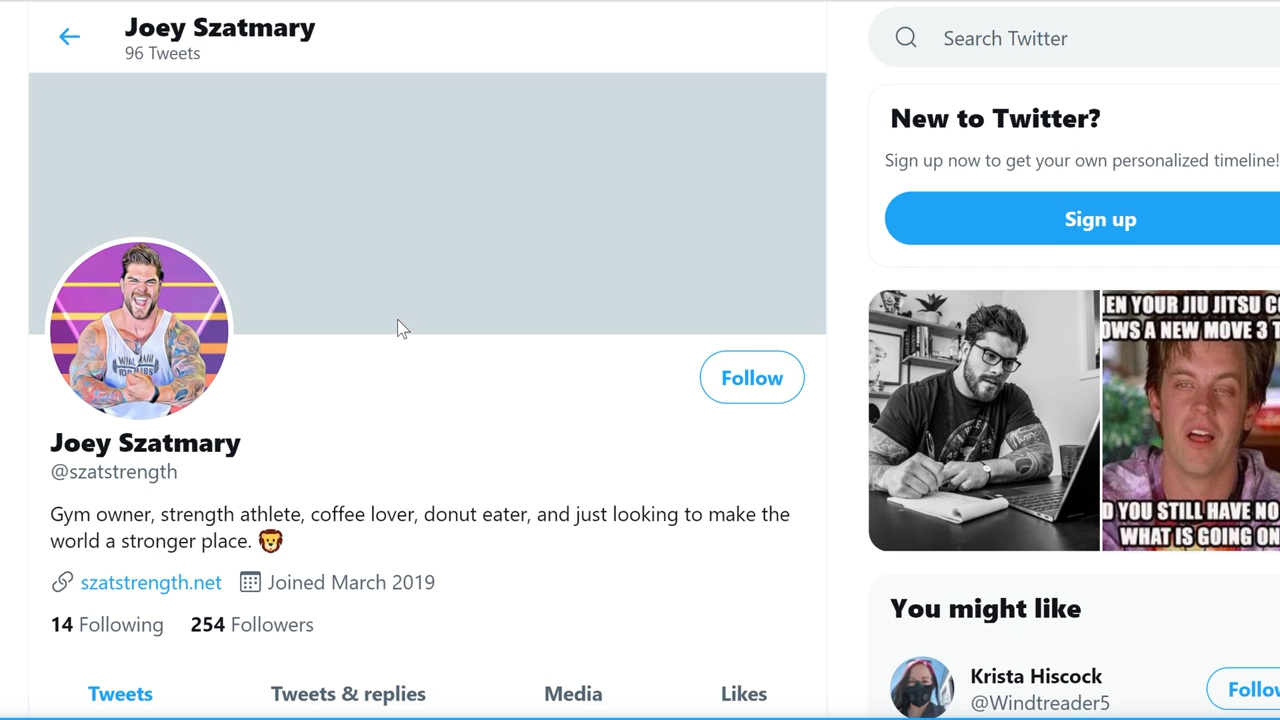 Joey Szatmary
96 Tweets
Search Twitter
New to Twitter?
Sign up now to get your own personalized timeline!
Sign up
Follow
Joey Szatmary
@szatstrength
Gym owner, strength athlete, coffee lover, donut eater, and just looking to make the
world a stronger place.
szatstrength.net Joined March 2019
14 Following 254 Followers
Tweets Tweets & replies Media Likes
YOUR JIU JITSU
A NEW MOVE 3
YOU STILL HAVE NO
WHAT IS GOING ON
You might like
Krista Hiscock
@Windtreader5